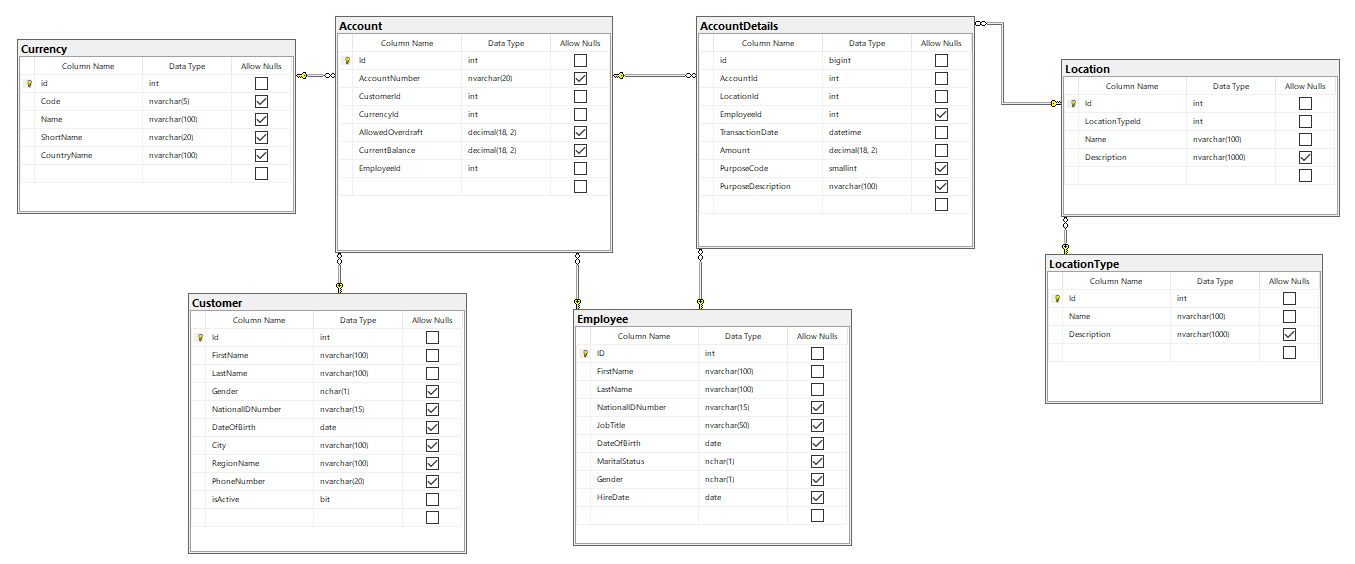 Currency
Column Name Data Type Allow Nulls
id int
Code nvarchar(5)
Name nvarchar(100)
ShortName nvarchar(20)
CountryName nvarchar(100)
Account
Column Name Data Type Allow Nulls
Id int
AccountNumber nvarchar(20)
CustomerId int
CurrencyId int
AllowedOverdraft decimal(18, 2)
CurrentBalance decimal(18, 2)
EmployeeId int
AccountDetails
Column Name Data Type Allow Nulls
id bigint
AccountId int
LocationId int
EmployeeId int
TransactionDate datetime
Amount decimal(18, 2)
PurposeCode smallint
PurposeDescription nvarchar(100)
Location
Column Name Data Type Allow Nulls
Id int
LocationTypeId int
Name nvarchar(100)
Description nvarchar(1000)
LocationType
Column Name Data Type Allow Nulls
Id int
Name nvarchar(100)
Description nvarchar(1000)
Customer
Column Name Data Type Allow Nulls
Id int
FirstName nvarchar(100)
LastName nvarchar(100)
Gender nchar(1)
NationalIDNumber nvarchar(15)
DateOfBirth date
City nvarchar(100)
RegionName nvarchar(100)
PhoneNumber nvarchar(20)
isActive bit
Employee
Column Name Data Type Allow Nulls
ID int
FirstName nvarchar(100)
LastName nvarchar(100)
NationalIDNumber nvarchar(15)
JobTitle nvarchar(50)
DateOfBirth date
MaritalStatus nchar(1)
Gender nchar(1)
HireDate date